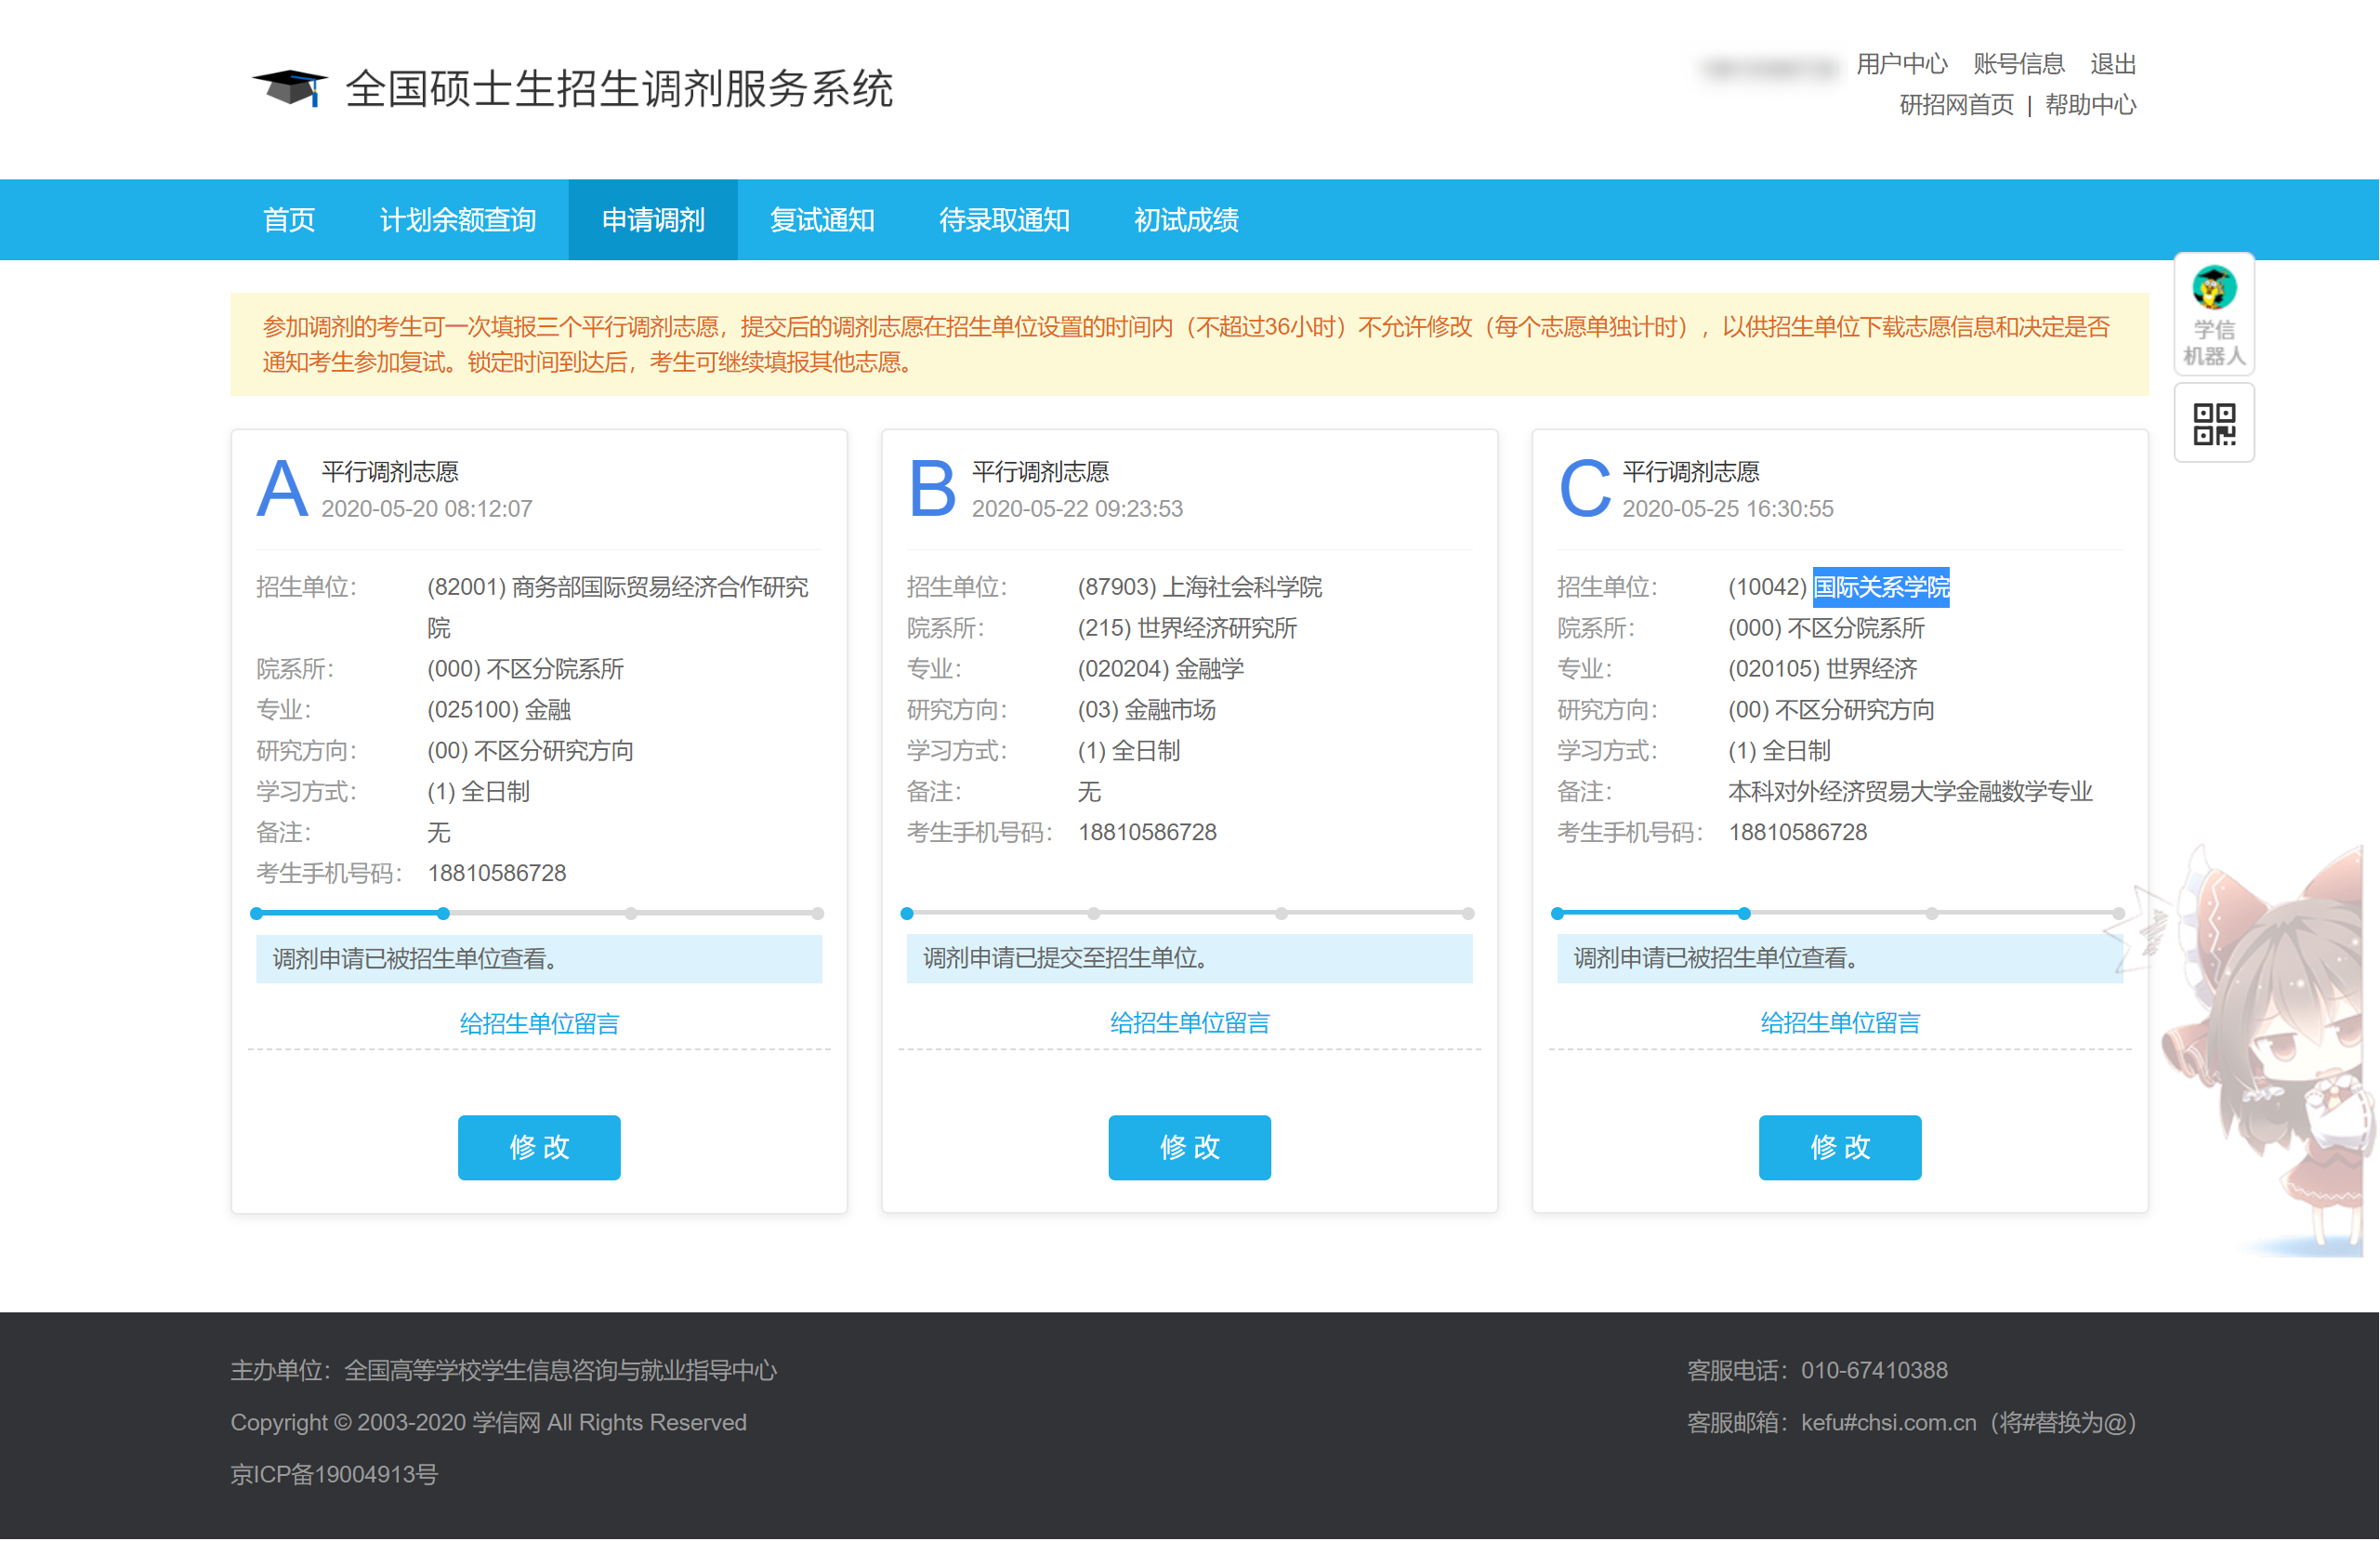 全国硕士生招生调剂服务系统
用户中心 账号信息 退出
研招网首页 | 帮助中心
首页 计划余额查询 申请调剂 复试通知 待录取通知 初试成绩
学信
机器人
参加调剂的考生可一次填报三个平行调剂志愿，提交后的调剂志愿在招生单位设置的时间内（不超过36小时）不允许修改（每个志愿单独计时），以供招生单位下载志愿信息和决定是否
通知考生参加复试。锁定时间到达后，考生可继续填报其他志愿。
A 平行调剂志愿
2020-05-20 08:12:07
招生单位： (82001) 商务部国际贸易经济合作研究
院
院系所： (000) 不区分院系所
专业： (025100) 金融
研究方向： (00) 不区分研究方向
学习方式： (1) 全日制
备注： 无
考生手机号码： 18810586728
调剂申请已被招生单位查看。
给招生单位留言
修 改
B 平行调剂志愿
2020-05-22 09:23:53
招生单位： (87903) 上海社会科学院
院系所： (215) 世界经济研究所
专业： (020204) 金融学
研究方向： (03) 金融市场
学习方式： (1) 全日制
备注： 无
考生手机号码： 18810586728
调剂申请已提交至招生单位。
给招生单位留言
修 改
C 平行调剂志愿
2020-05-25 16:30:55
招生单位： (10042) 国际关系学院
院系所： (000) 不区分院系所
专业： (020105) 世界经济
研究方向： (00) 不区分研究方向
学习方式： (1) 全日制
备注： 本科对外经济贸易大学金融数学专业
考生手机号码： 18810586728
调剂申请已被招生单位查看。
给招生单位留言
修 改
主办单位：全国高等学校学生信息咨询与就业指导中心
Copyright © 2003-2020 学信网 All Rights Reserved
京ICP备19004913号
客服电话：010-67410388
客服邮箱：kefu#chsi.com.cn（将#替换为@）